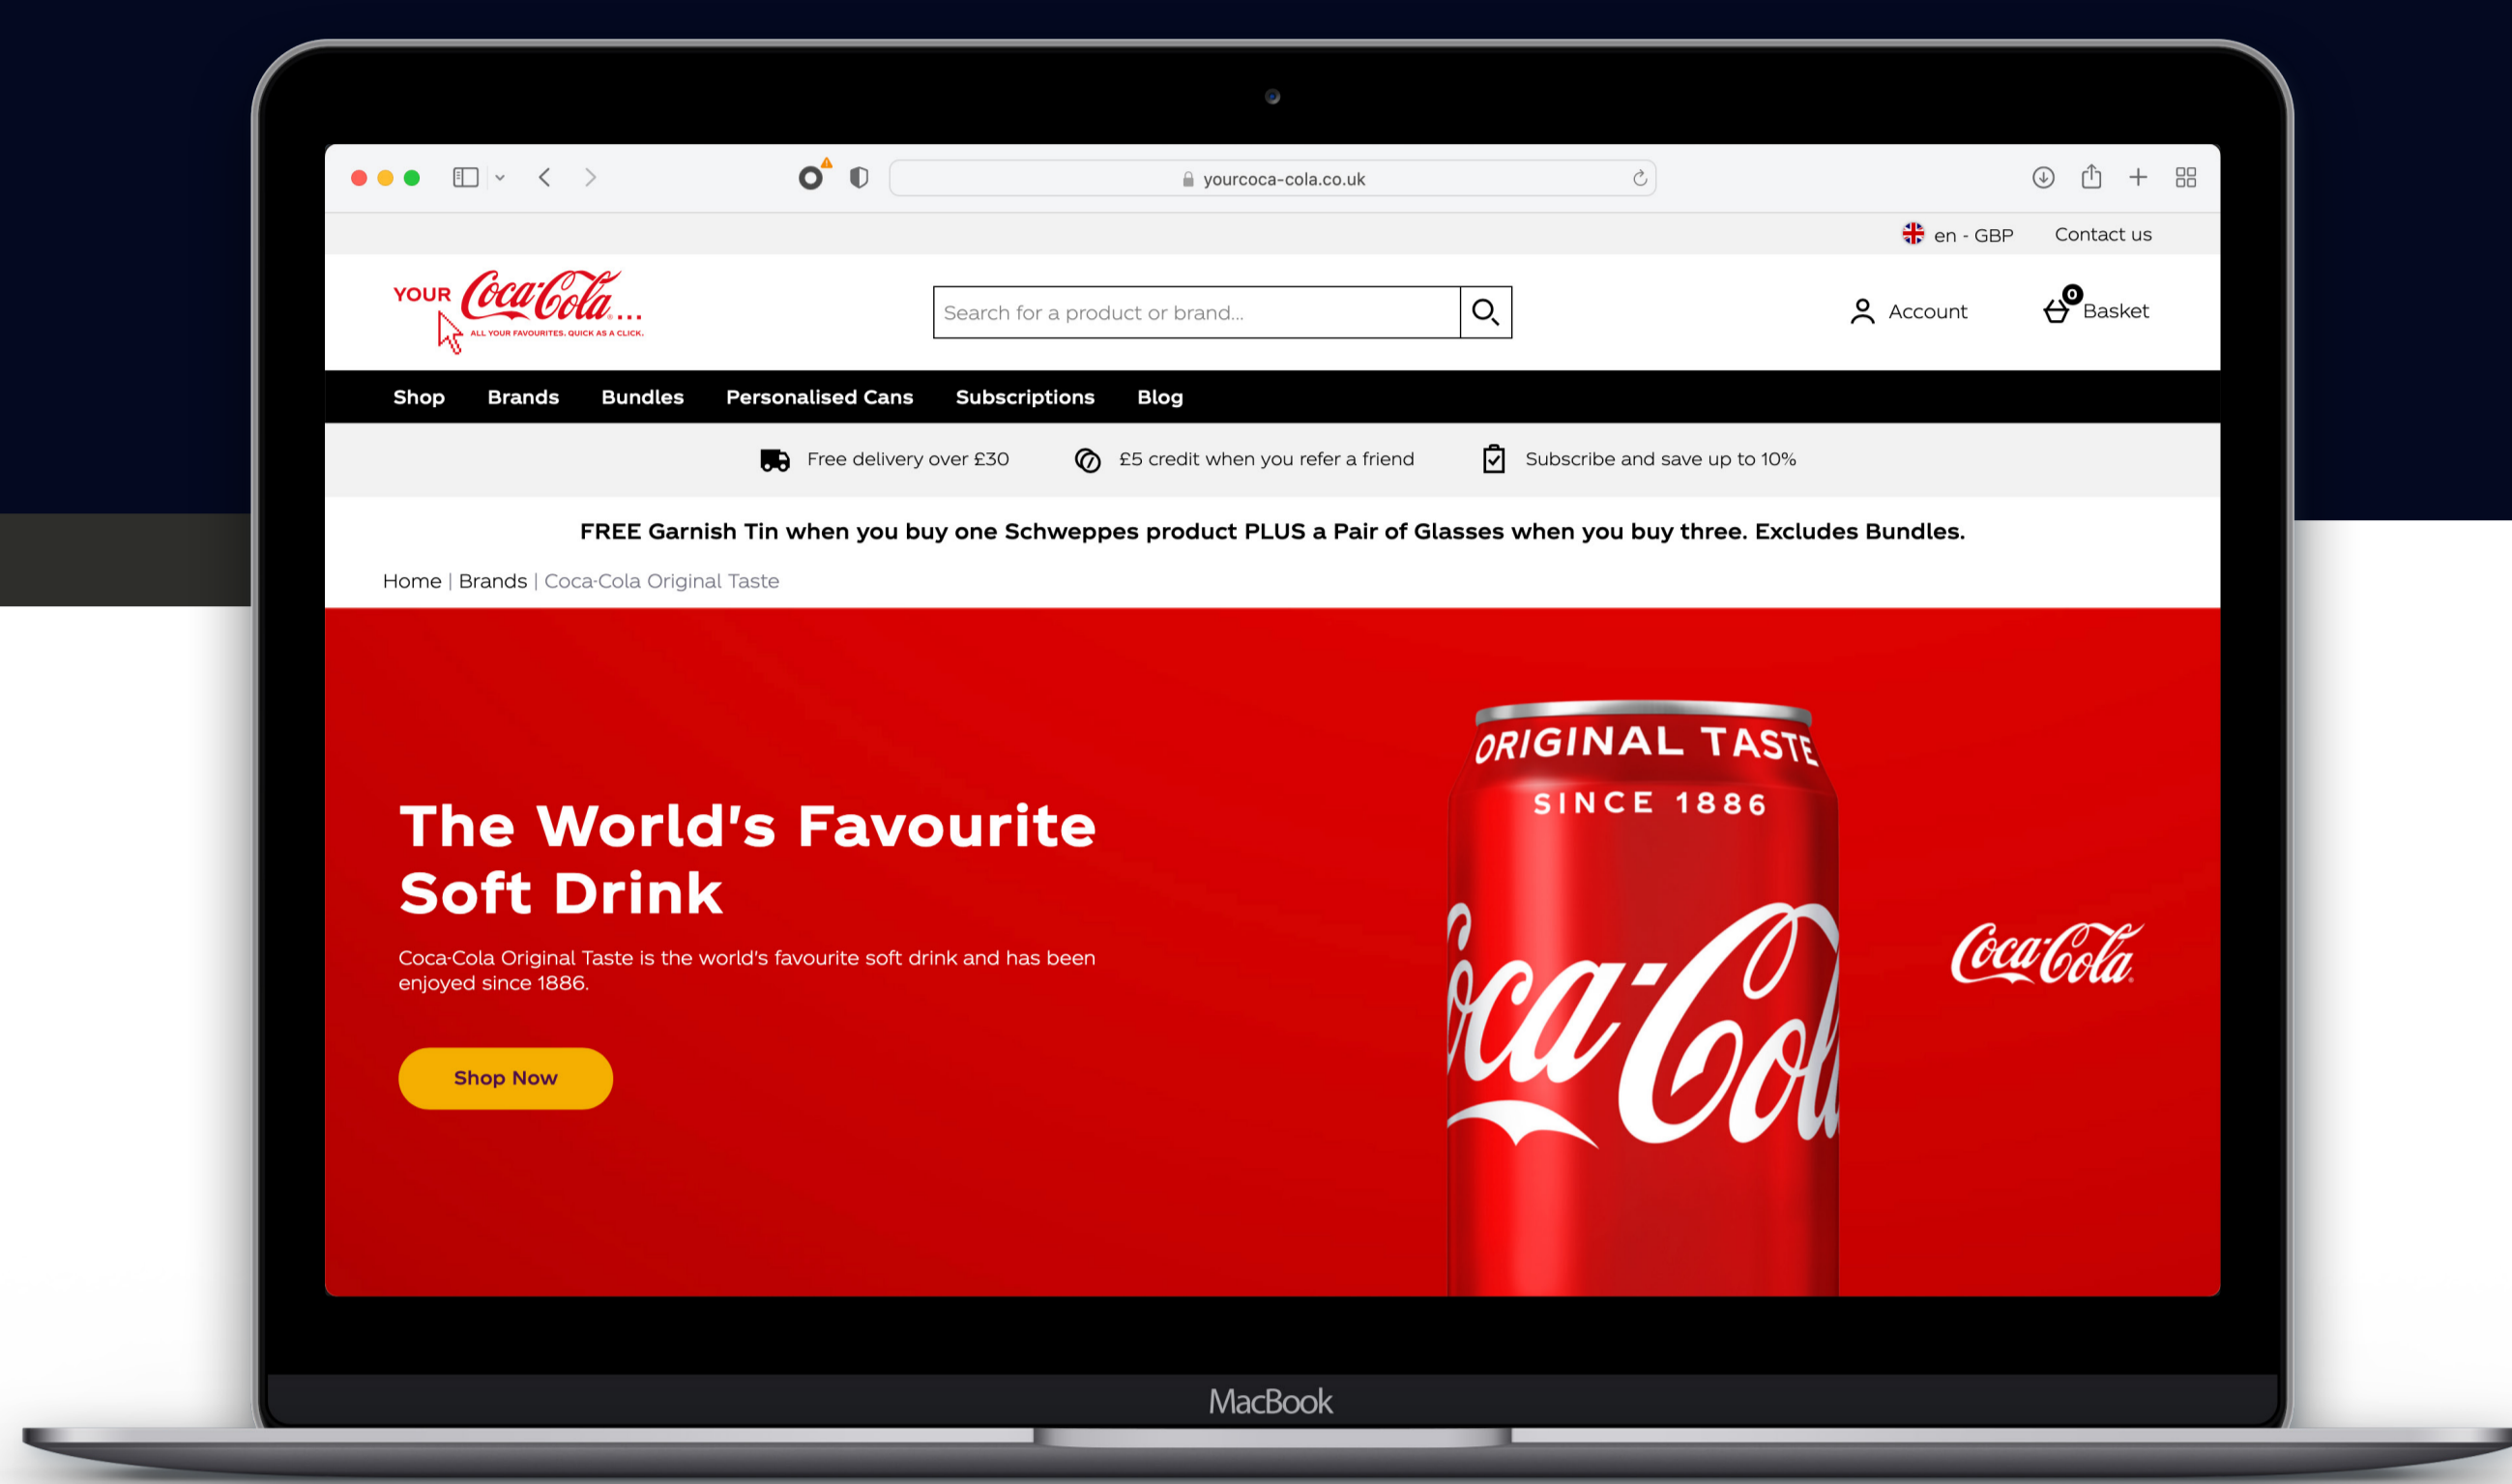 yourcoca-cola.co.uk
en - GBP Contact us
YOUR Coca-Cola...
ALL YOUR FAVOURITES. QUICK AS A CLICK.
Search for a product or brand...
Account
0
Basket
Shop Brands Bundles Personalised Cans Subscriptions Blog
Free delivery over £30 £5 credit when you refer a friend Subscribe and save up to 10%
FREE Garnish Tin when you buy one Schweppes product PLUS a Pair of Glasses when you buy three. Excludes Bundles.
Home | Brands | Coca-Cola Original Taste
The World's Favourite
Soft Drink
Coca-Cola Original Taste is the world's favourite soft drink and has been
enjoyed since 1886.
Shop Now
ORIGINAL TASTE
SINCE 1886
oca-Col
Coca-Cola
MacBook